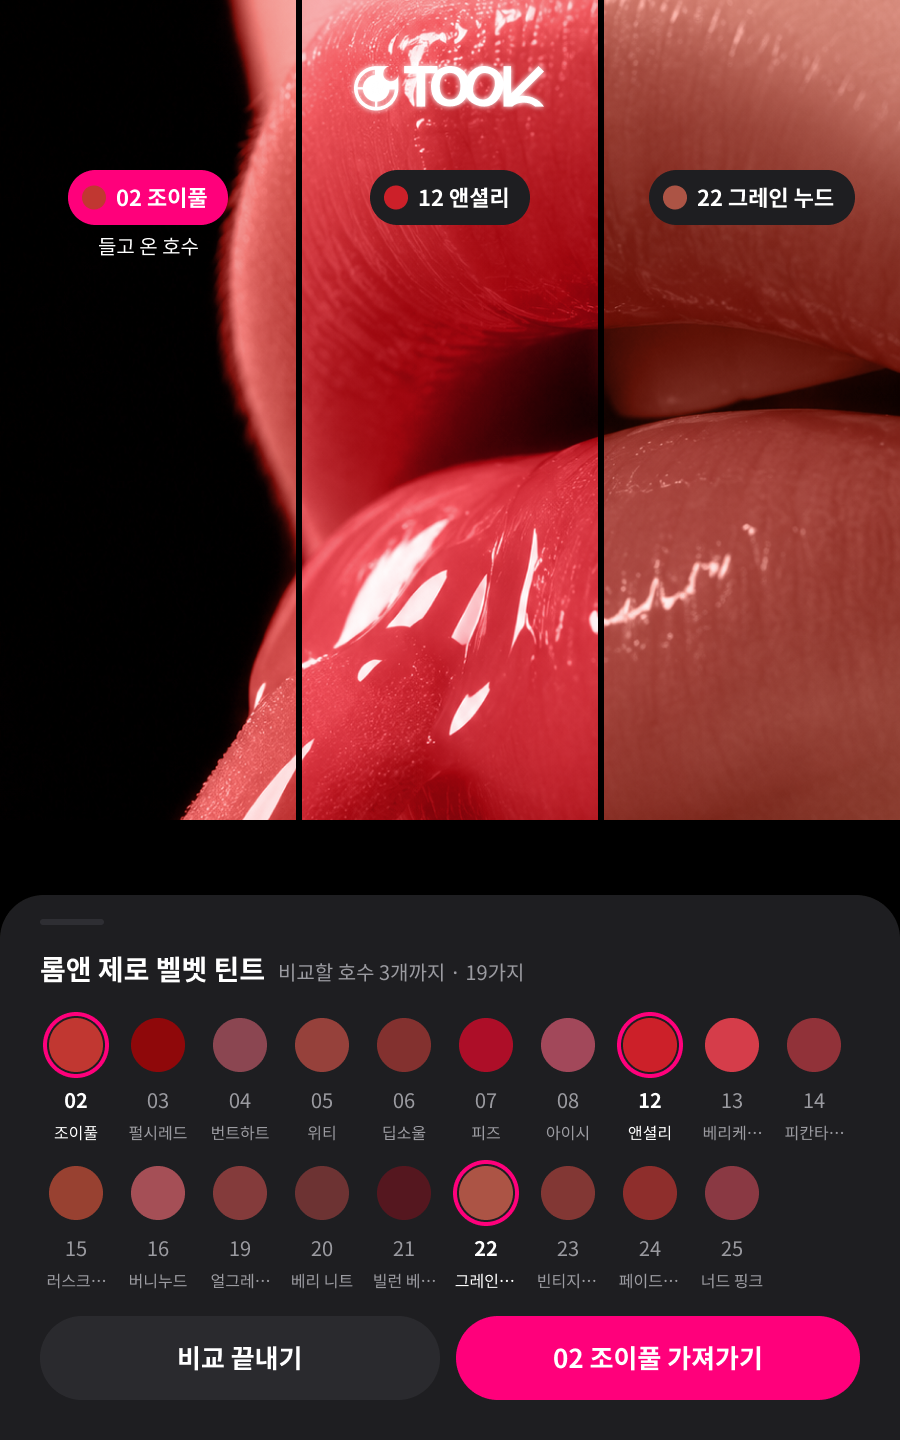 TOOK
02 조이풀
12 앤셜리
22 그레인 누드
들고 온 호수
롬앤 제로 벨벳 틴트 비교할 호수 3개까지 · 19가지
02 03 04 05 06 07 08 12 13 14
조이풀 펄시레드 번트하트 위티 딥소울 피즈 아이시 앤셜리 베리케… 피칸타…
15 16 19 20 21 22 23 24 25
러스크… 버니누드 얼그레… 베리 니트 빌런 베… 그레인… 빈티지… 페이드… 너드 핑크
비교 끝내기 02 조이풀 가져가기